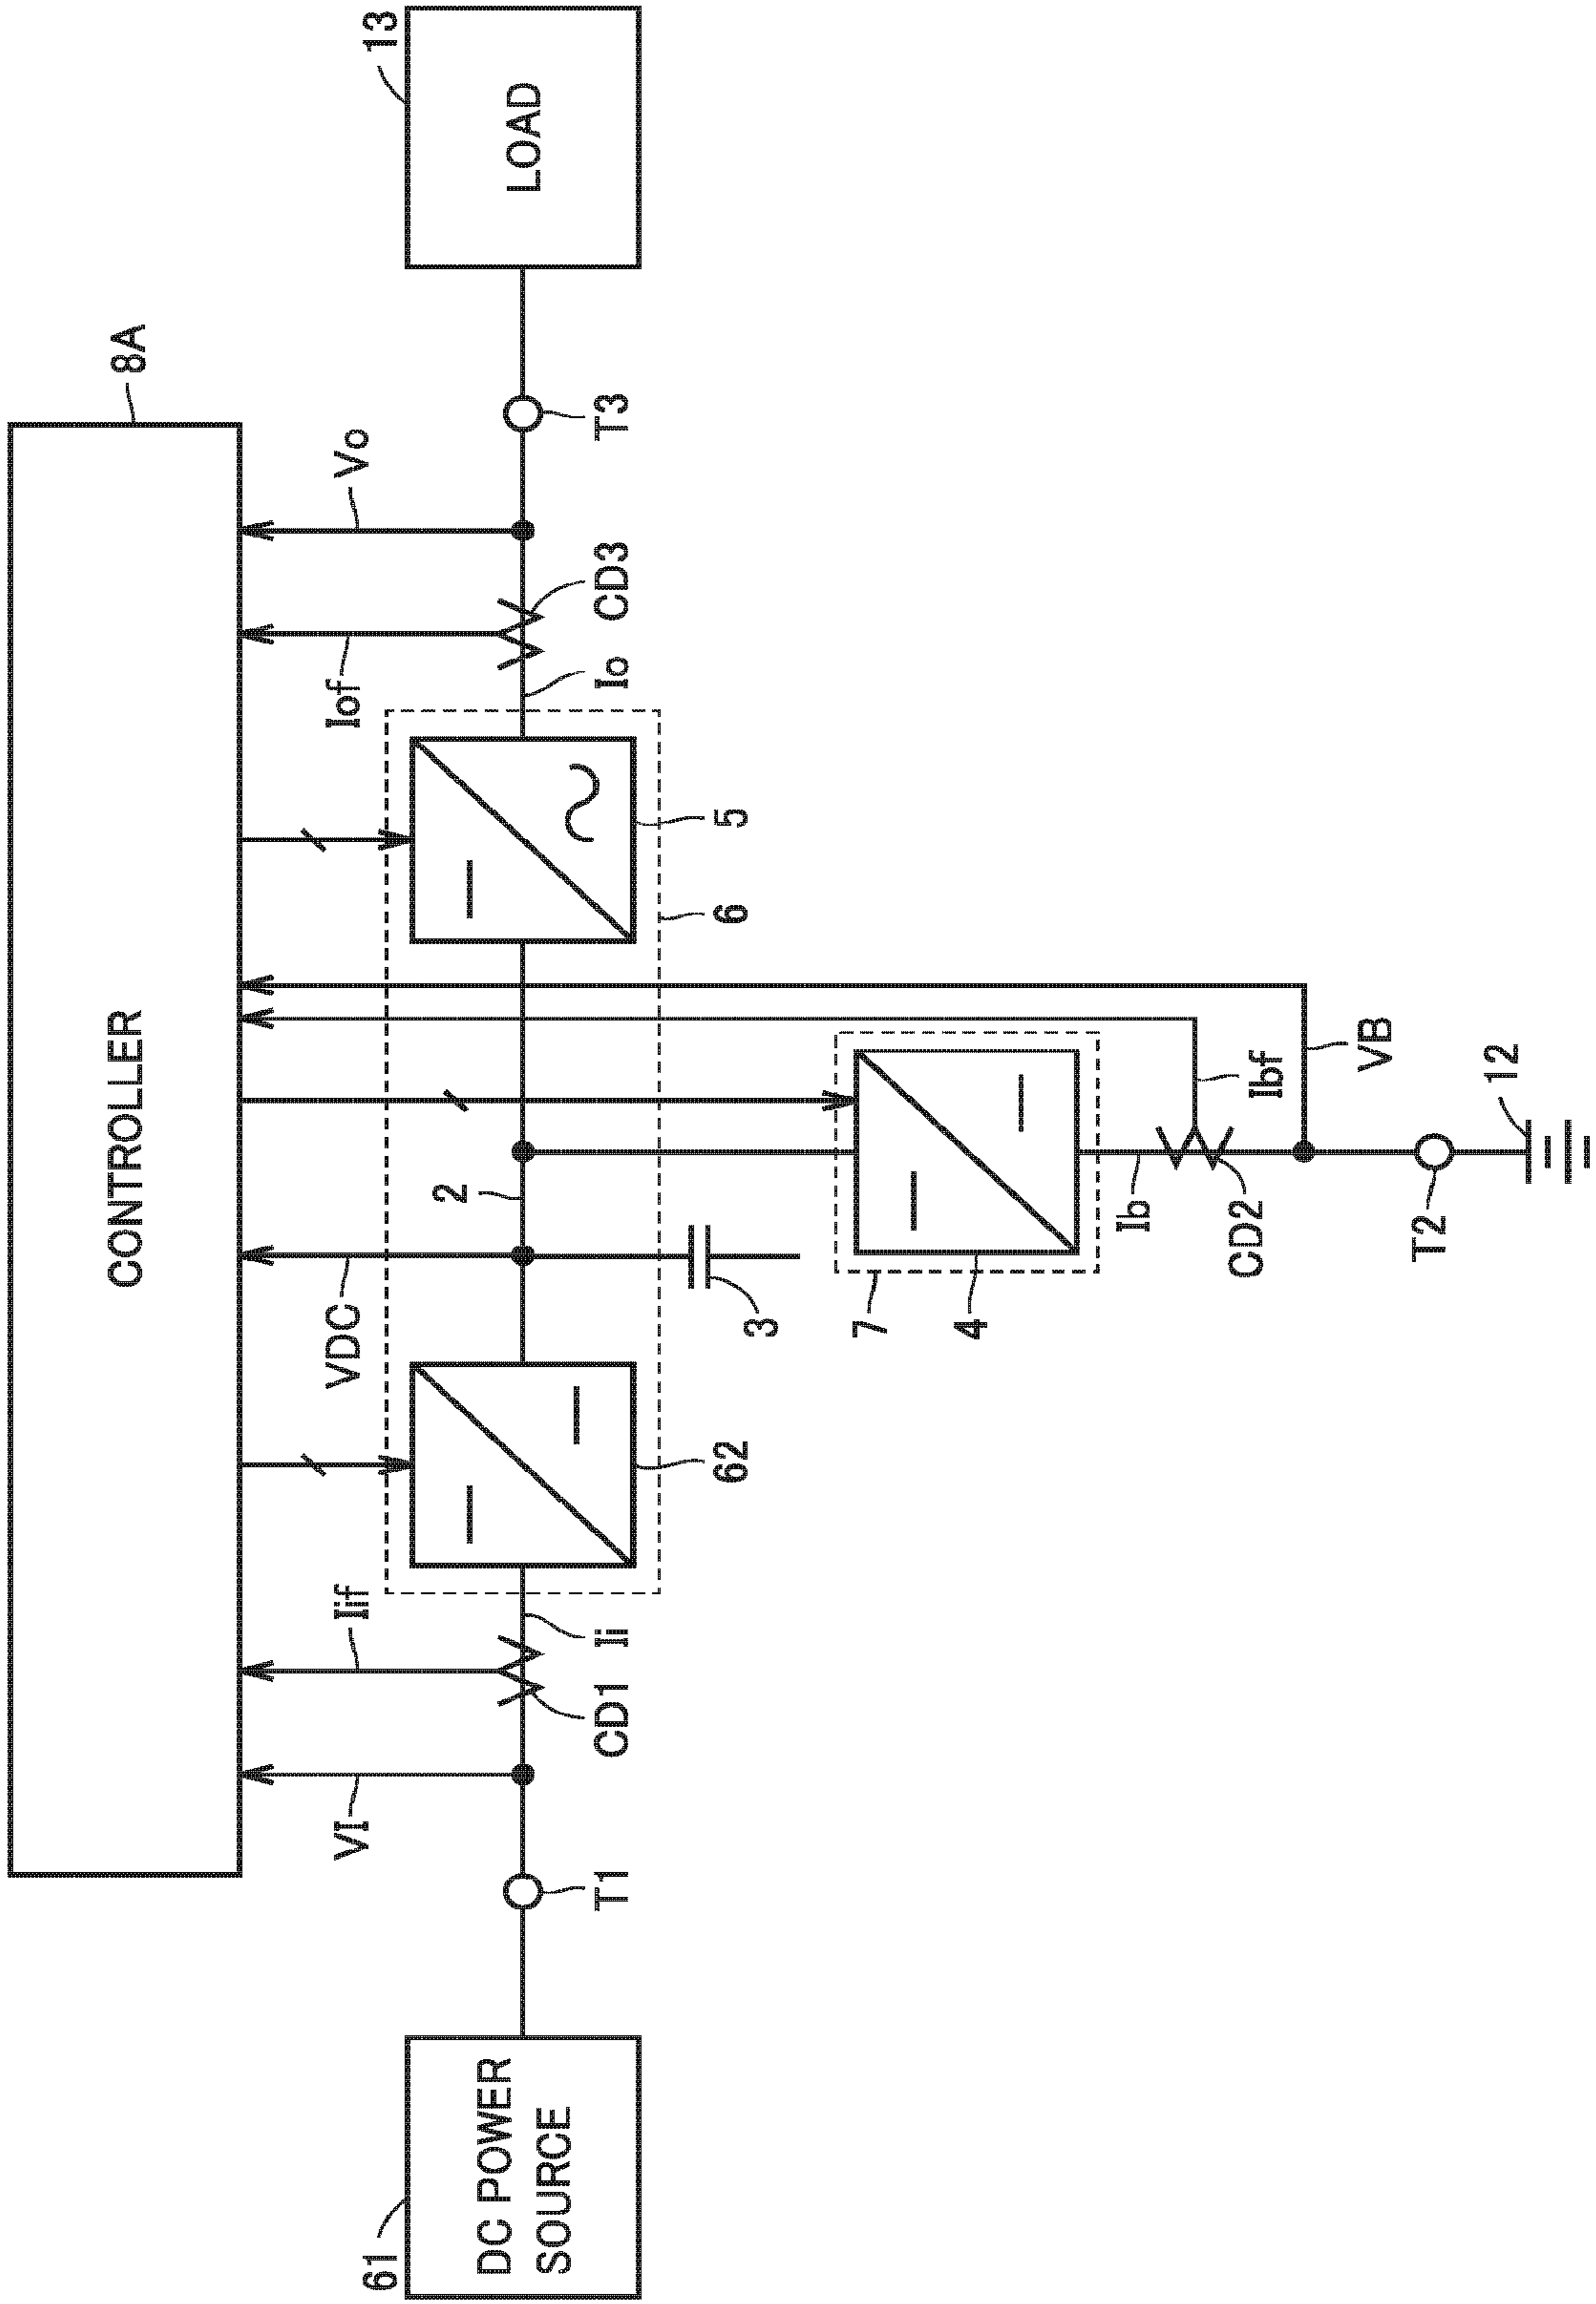 CONTROLLER
8A
VI
Iif
VDC
Iof
Vo
61
DC POWER
SOURCE
T1
CD1
Ii
62
2
3
6
5
Io
CD3
T3
13
LOAD
7
4
Ib
CD2
Ibf
VB
T2
12